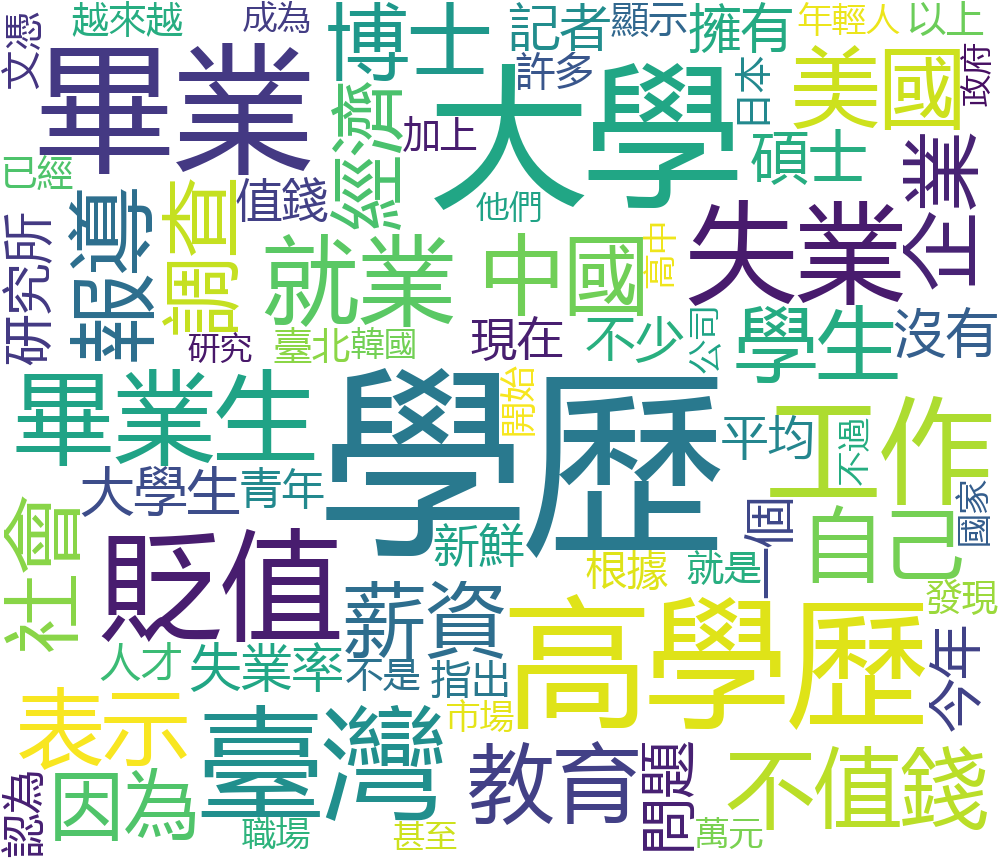 文憑
越來越
成為
博士
記者
顯示
擁有
年輕人
以上
畢業
許多
大學
日本
美國
政府
經濟
加上
碩士
企業
已經
值錢
他們
研究所
報導
調查
就業
中國
高中
失業
研究
臺北
韓國
現在
不少
公司
學生
沒有
畢業生
學歷
開始
平均
不過
工作
大學生
青年
社會
新鮮
一個
自己
國家
貶值
根據
就是
薪資
高學歷
發現
人才
失業率
不是
指出
今年
表示
臺灣
市場
教育
問題
不值錢
認為
因為
職場
甚至
萬元